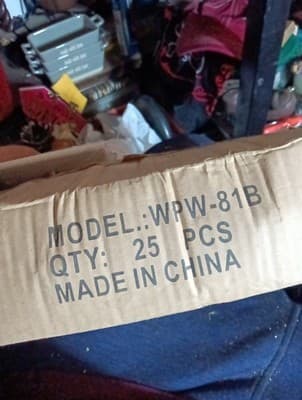 MODEL.:WPW-81B
QTY: 25 PCS
MADE IN CHINA